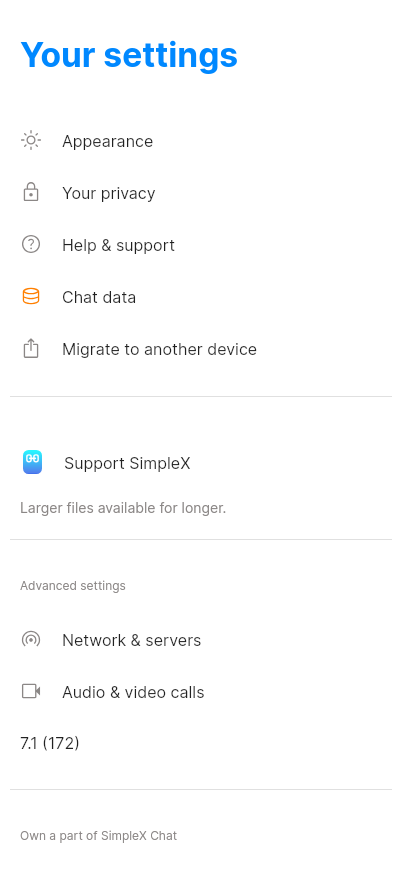 Your settings
Appearance
Your privacy
Help & support
Chat data
Migrate to another device
Support SimpleX
Larger files available for longer.
Advanced settings
Network & servers
Audio & video calls
7.1 (172)
Own a part of SimpleX Chat